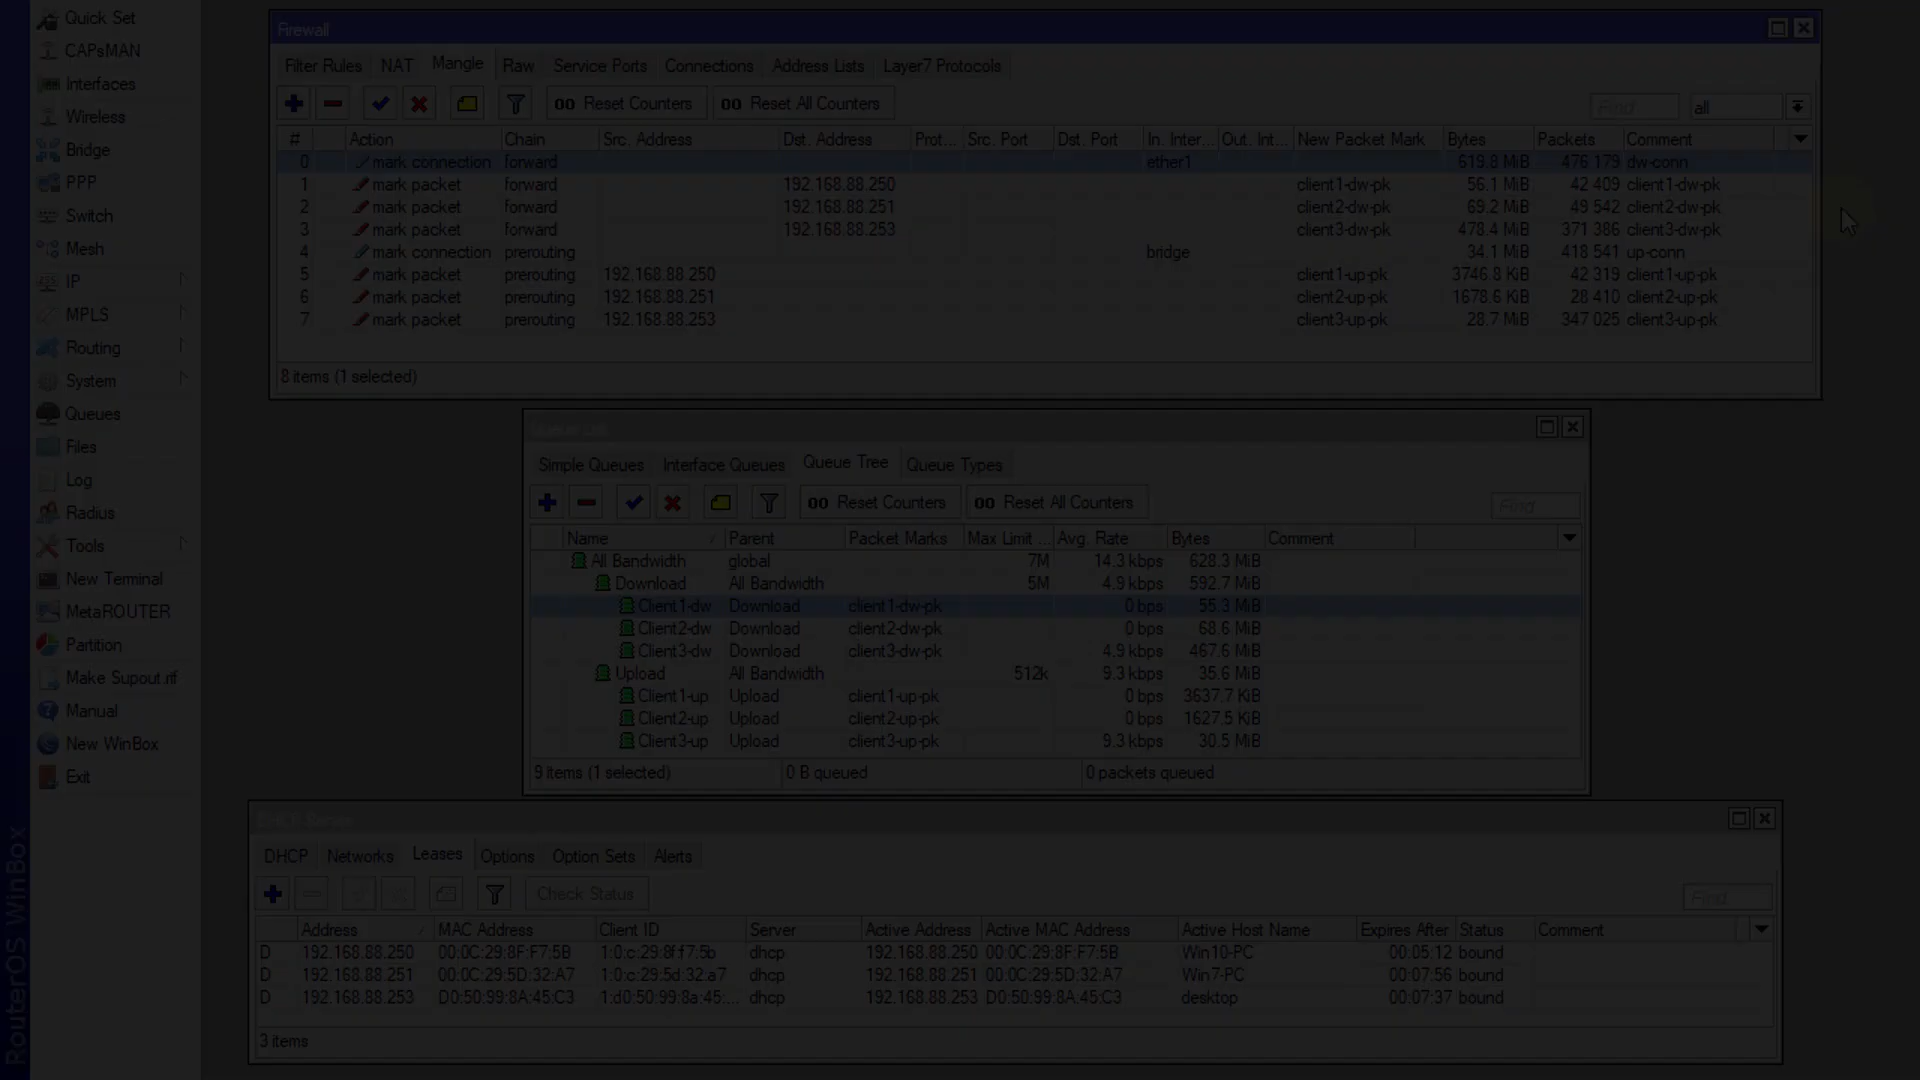 Quick Set
CAPsMAN
Interfaces
Wireless
Bridge
PPP
Switch
Mesh
IP
MPLS
Routing
System
Queues
Files
Log
Radius
Tools
New Terminal
MetaROUTER
Partition
Make Supout.rif
Manual
New WinBox
Exit
RouterOS WinBox
Firewall
Filter Rules NAT Mangle Raw Service Ports Connections Address Lists Layer7 Protocols
00 Reset Counters 00 Reset All Counters Find all
# Action Chain Src. Address Dst. Address Prot... Src. Port Dst. Port In. Inter... Out. Int... New Packet Mark Bytes Packets Comment
0 mark connection forward ether1 619.8 MiB 476 179 dw-conn
1 mark packet forward 192.168.88.250 client1-dw-pk 56.1 MiB 42 409 client1-dw-pk
2 mark packet forward 192.168.88.251 client2-dw-pk 69.2 MiB 49 542 client2-dw-pk
3 mark packet forward 192.168.88.253 client3-dw-pk 478.4 MiB 371 386 client3-dw-pk
4 mark connection prerouting bridge 34.1 MiB 418 541 up-conn
5 mark packet prerouting 192.168.88.250 client1-up-pk 3746.8 KiB 42 319 client1-up-pk
6 mark packet prerouting 192.168.88.251 client2-up-pk 1678.6 KiB 28 410 client2-up-pk
7 mark packet prerouting 192.168.88.253 client3-up-pk 28.7 MiB 347 025 client3-up-pk
8 items (1 selected)
Queue List
Simple Queues Interface Queues Queue Tree Queue Types
00 Reset Counters 00 Reset All Counters Find
Name Parent Packet Marks Max Limit ... Avg. Rate Bytes Comment
All Bandwidth global 7M 14.3 kbps 628.3 MiB
Download All Bandwidth 5M 4.9 kbps 592.7 MiB
Client1-dw Download client1-dw-pk 0 bps 55.3 MiB
Client2-dw Download client2-dw-pk 0 bps 68.6 MiB
Client3-dw Download client3-dw-pk 4.9 kbps 467.6 MiB
Upload All Bandwidth 512k 9.3 kbps 35.6 MiB
Client1-up Upload client1-up-pk 0 bps 3637.7 KiB
Client2-up Upload client2-up-pk 0 bps 1627.5 KiB
Client3-up Upload client3-up-pk 9.3 kbps 30.5 MiB
9 items (1 selected) 0 B queued 0 packets queued
DHCP Server
DHCP Networks Leases Options Option Sets Alerts
Check Status Find
Address MAC Address Client ID Server Active Address Active MAC Address Active Host Name Expires After Status Comment
D 192.168.88.250 00:0C:29:8F:F7:5B 1:0:c:29:8f:f7:5b dhcp 192.168.88.250 00:0C:29:8F:F7:5B Win10-PC 00:05:12 bound
D 192.168.88.251 00:0C:29:5D:32:A7 1:0:c:29:5d:32:a7 dhcp 192.168.88.251 00:0C:29:5D:32:A7 Win7-PC 00:07:56 bound
D 192.168.88.253 D0:50:99:8A:45:C3 1:d0:50:99:8a:45:... dhcp 192.168.88.253 D0:50:99:8A:45:C3 desktop 00:07:37 bound
3 items